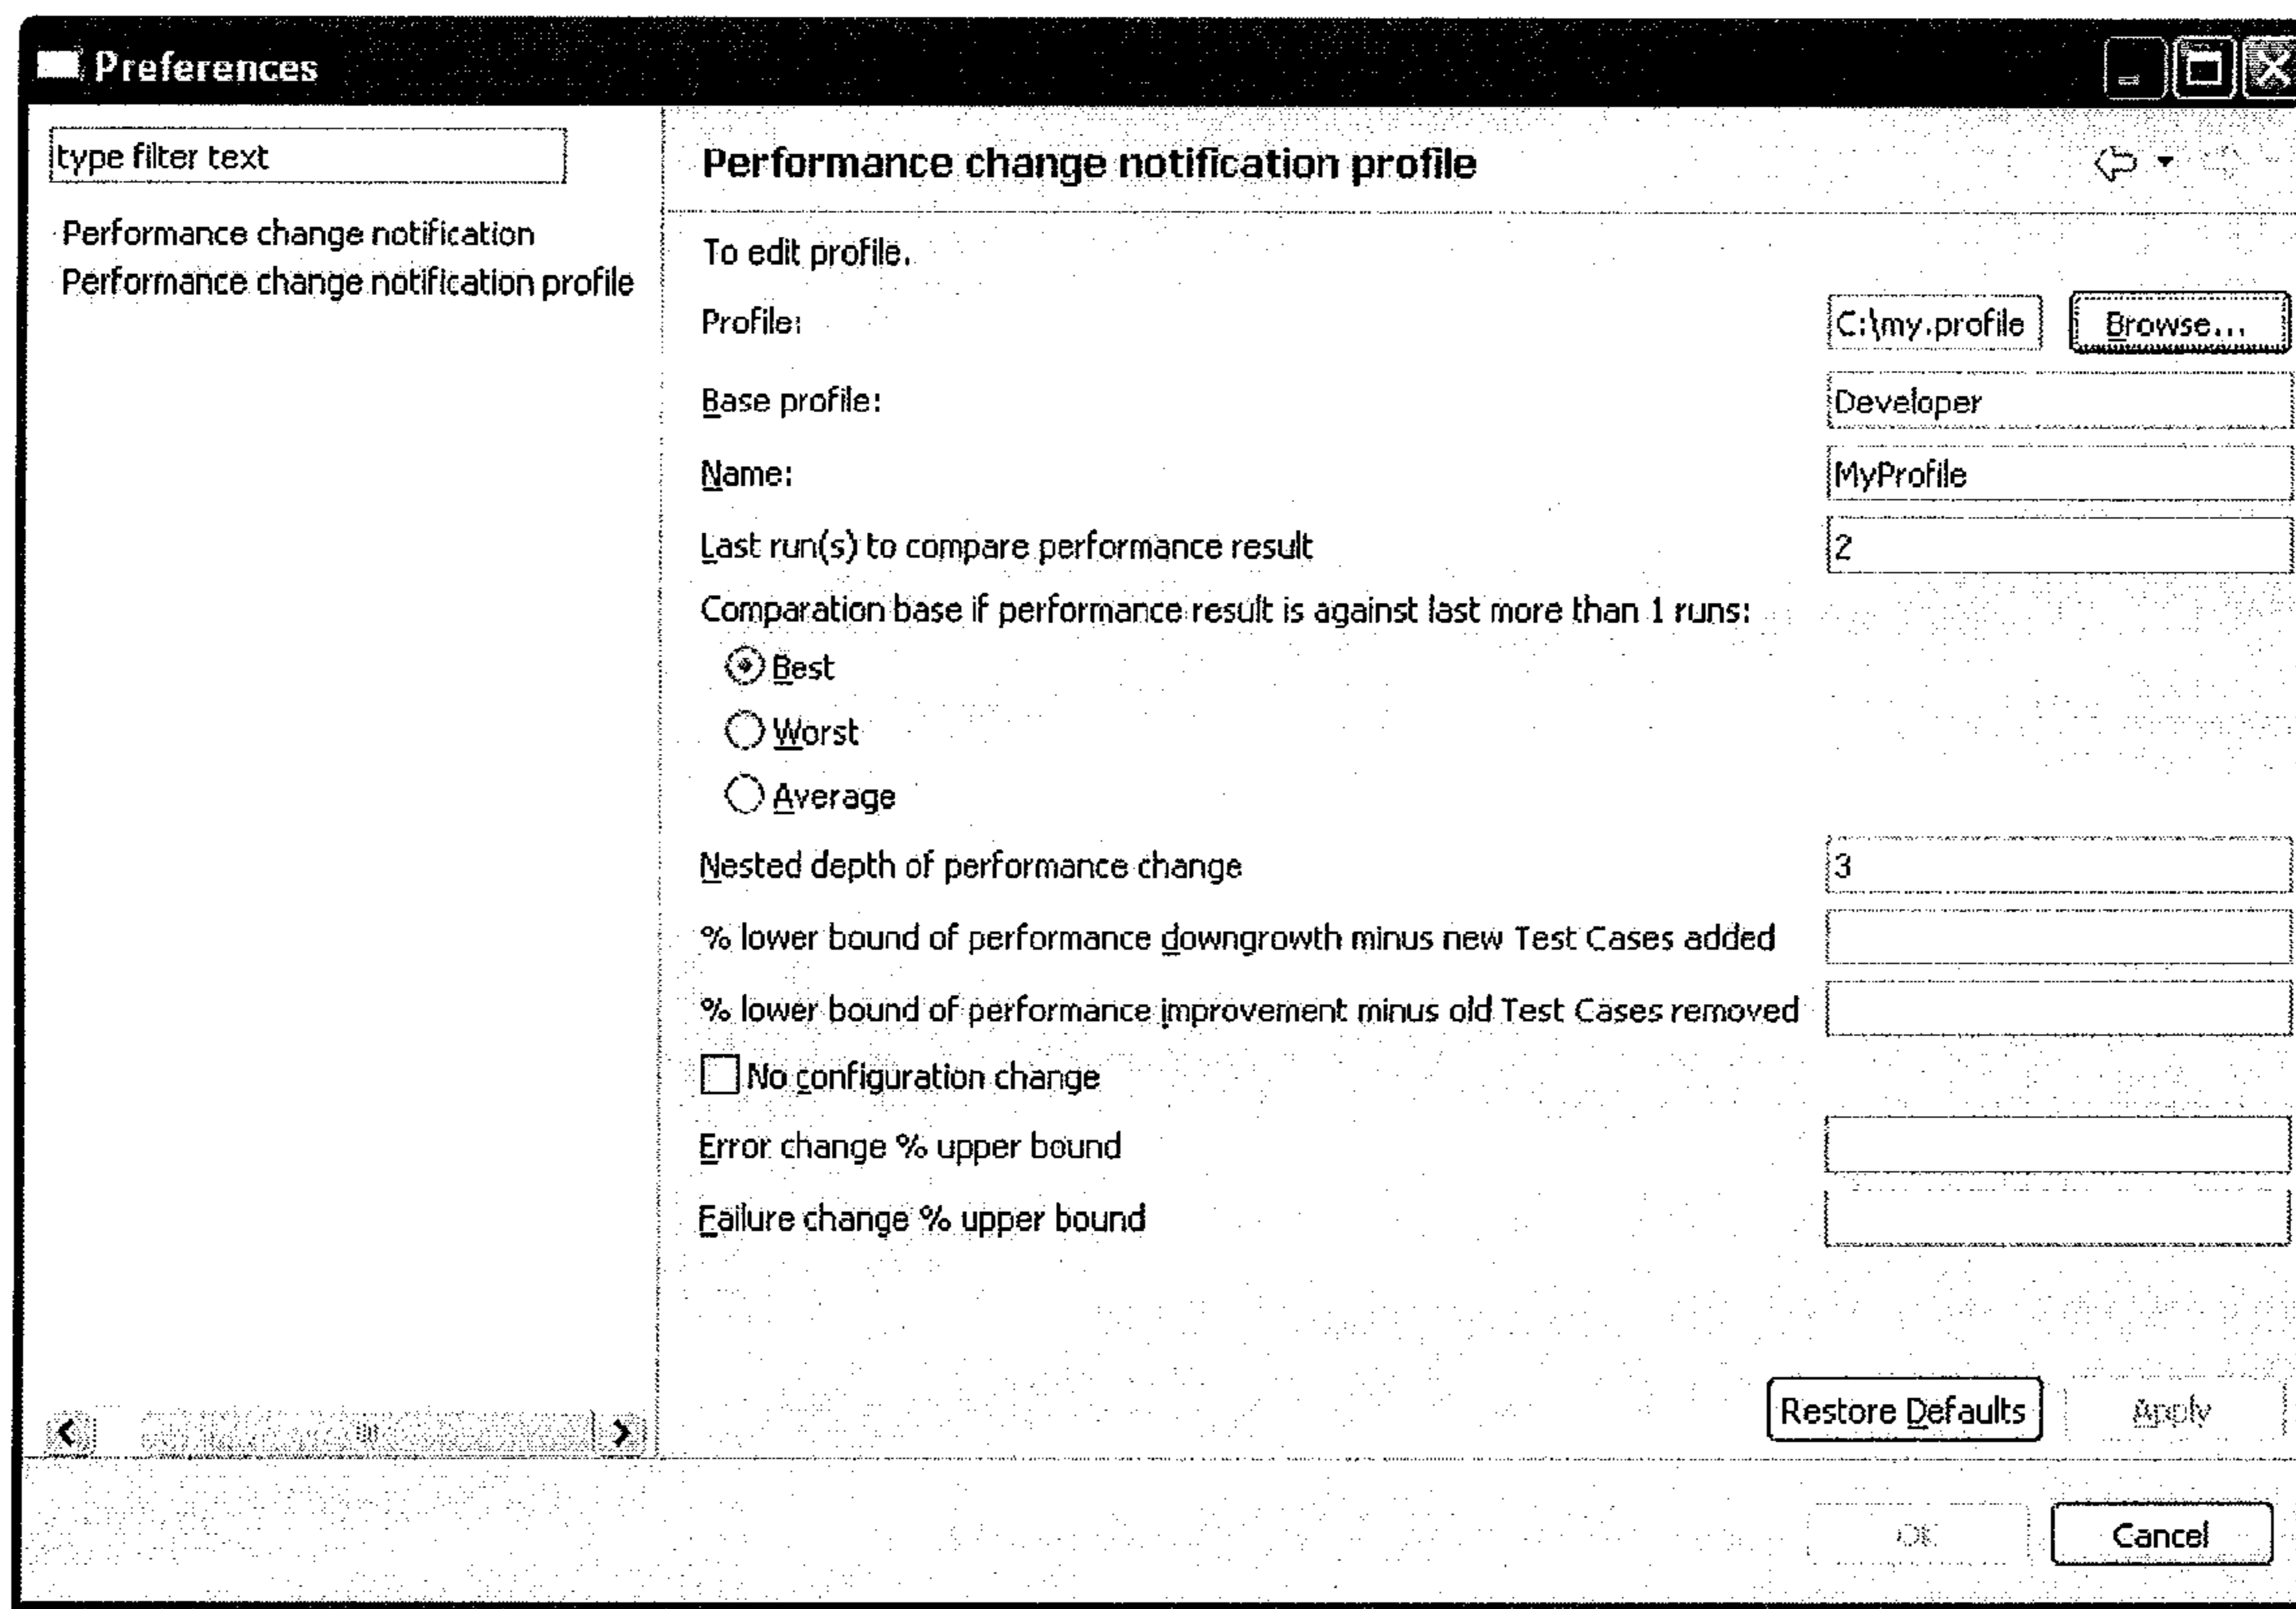 Preferences
type filter text
Performance change notification
Performance change notification profile
Performance change notification profile
To edit profile.
Profile: C:\my.profile Browse...
Base profile: Developer
Name: MyProfile
Last run(s) to compare performance result 2
Comparation base if performance result is against last more than 1 runs:
Best
Worst
Average
Nested depth of performance change 3
% lower bound of performance downgrowth minus new Test Cases added
% lower bound of performance improvement minus old Test Cases removed
No configuration change
Error change % upper bound
Failure change % upper bound
Restore Defaults Apply
OK Cancel